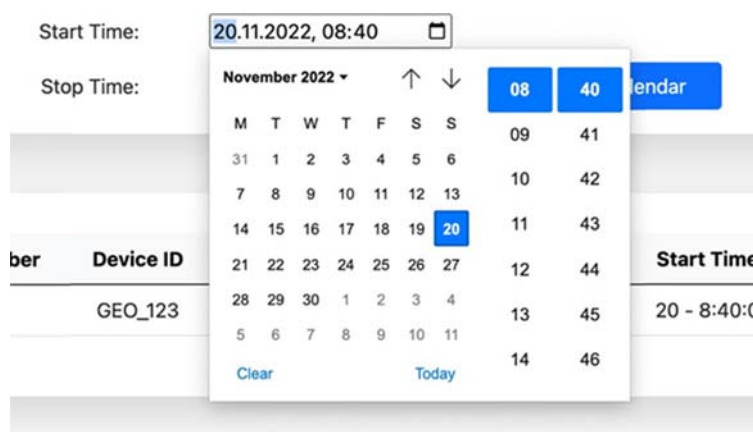 Start Time:
20.11.2022, 08:40
Stop Time:
lendar
November 2022
M T W T F S S
31 1 2 3 4 5 6
7 8 9 10 11 12 13
14 15 16 17 18 19 20
21 22 23 24 25 26 27
28 29 30 1 2 3 4
5 6 7 8 9 10 11
Clear Today
08 40
09 41
10 42
11 43
12 44
13 45
14 46
ber Device ID Start Time
GEO_123 20 - 8:40:0